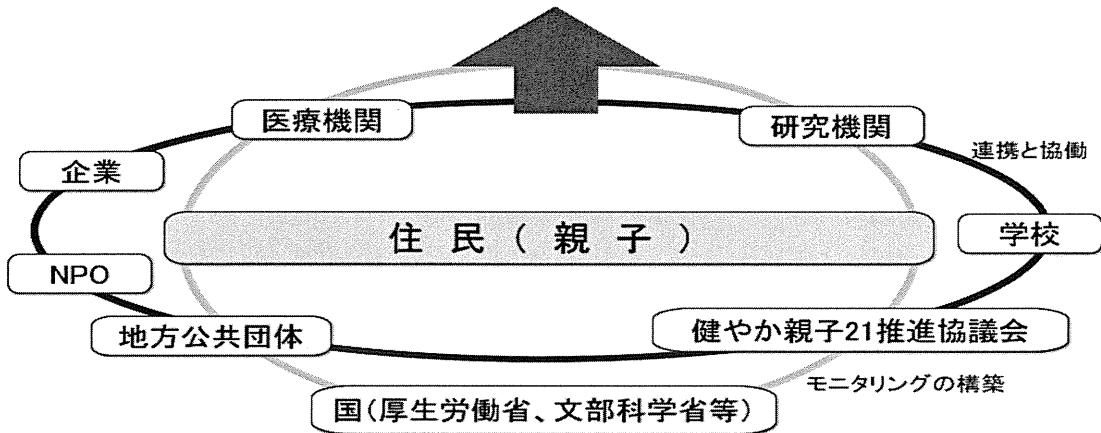 医療機関
研究機関
連携と協働
企業
学校
住民(親子)
NPO
地方公共団体
健やか親子21推進協議会
モニタリングの構築
国(厚生労働省、文部科学省等)